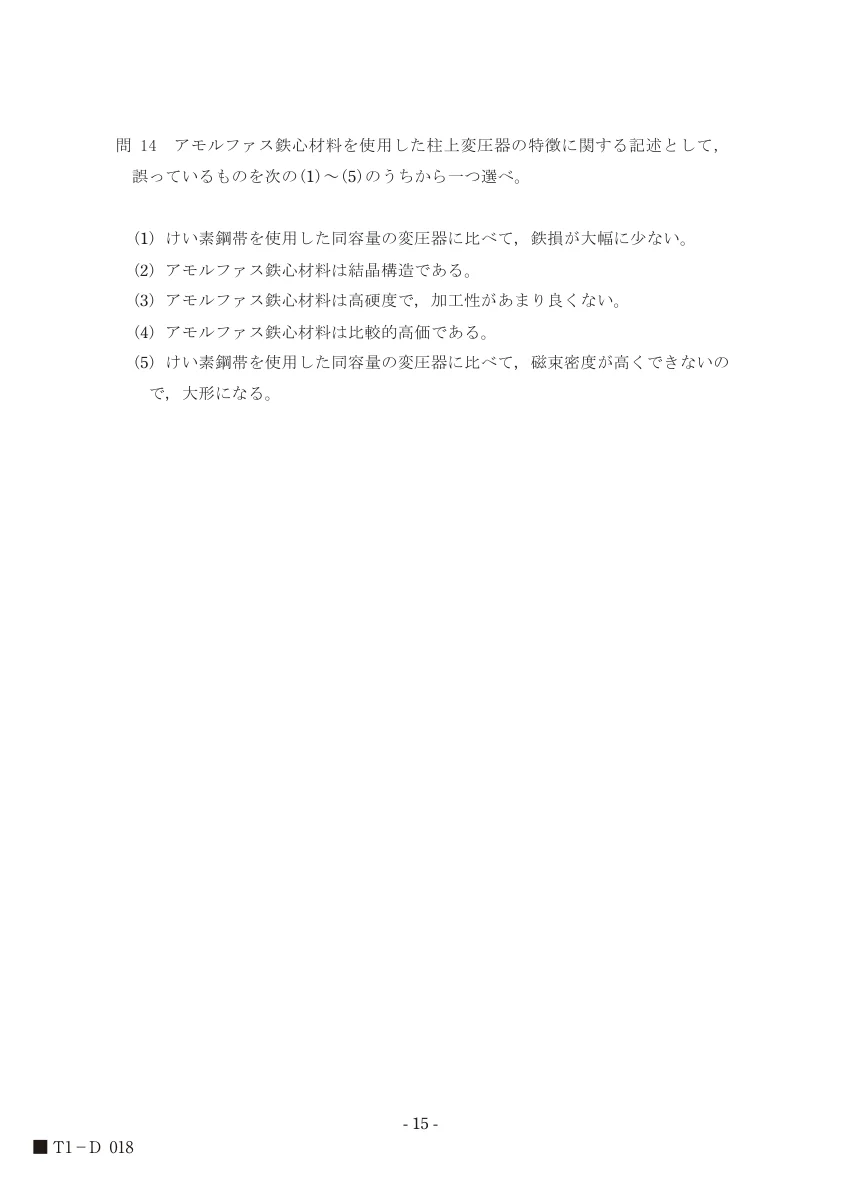 問 14　アモルファス鉄心材料を使用した柱上変圧器の特徴に関する記述として，
誤っているものを次の(1)～(5)のうちから一つ選べ。
(1) けい素鋼帯を使用した同容量の変圧器に比べて，鉄損が大幅に少ない。
(2) アモルファス鉄心材料は結晶構造である。
(3) アモルファス鉄心材料は高硬度で，加工性があまり良くない。
(4) アモルファス鉄心材料は比較的高価である。
(5) けい素鋼帯を使用した同容量の変圧器に比べて，磁束密度が高くできないの
で，大形になる。
- 15 -
■ T1－D 018